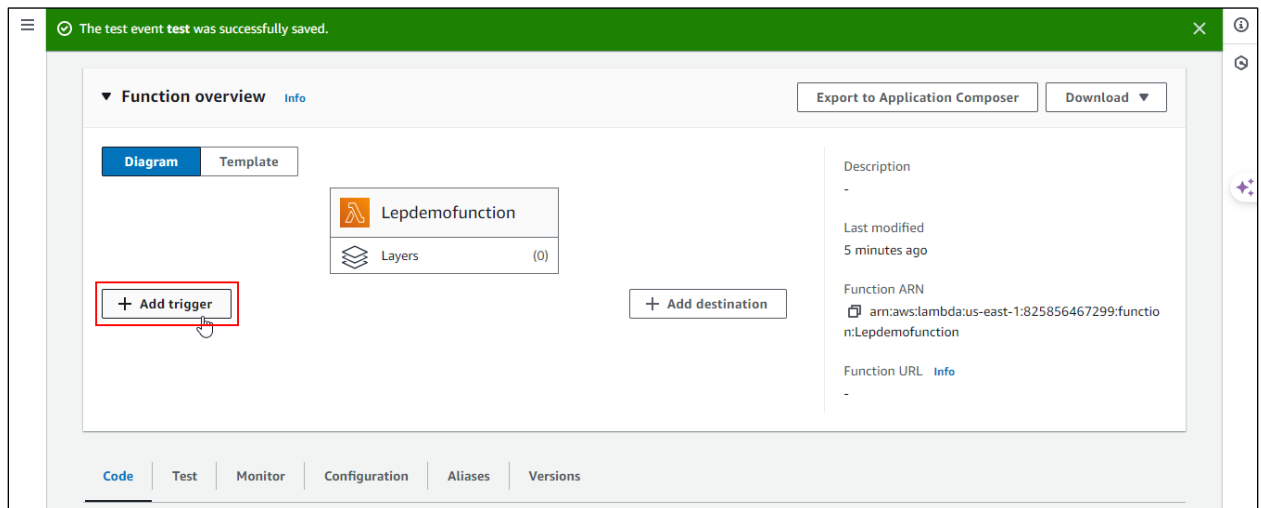 The test event test was successfully saved.
Function overview Info
Export to Application Composer
Download
Diagram
Template
Lepdemofunction
Layers (0)
+ Add trigger
+ Add destination
Description
-
Last modified
5 minutes ago
Function ARN
arn:aws:lambda:us-east-1:825856467299:functio
n:Lepdemofunction
Function URL Info
-
Code Test Monitor Configuration Aliases Versions